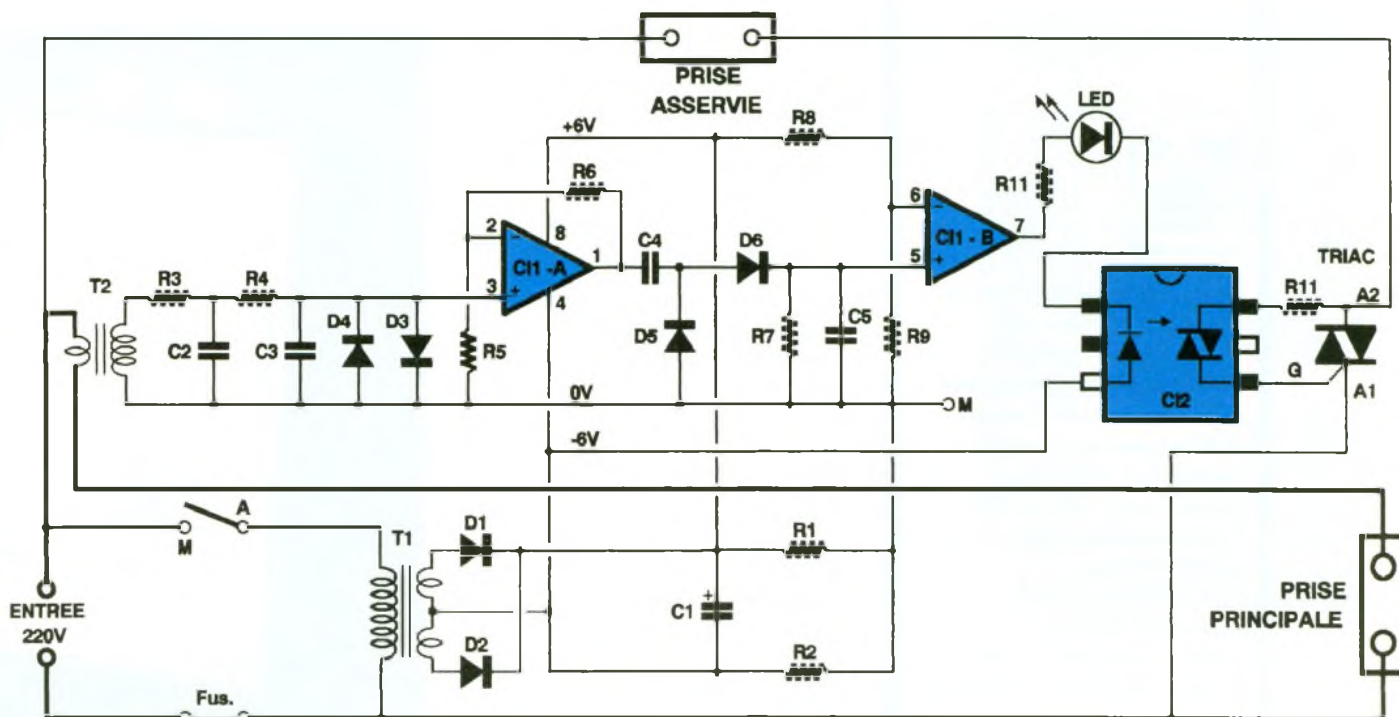 PRISE
ASSERVIE
LED
R8
+6V
R6
R11
6
−
2
−
8
CI1 - B
7
C4
D6
CI1 -A
1
5
+
TRIAC
T2
R3
R4
3
+
4
R11
A2
D4
D3
C2
C3
R5
D5
R7
C5
R9
G
A1
0V
M
CI2
-6V
A
M
T1
D1
R1
ENTREE
220V
+
C1
PRISE
PRINCIPALE
D2
R2
Fus.